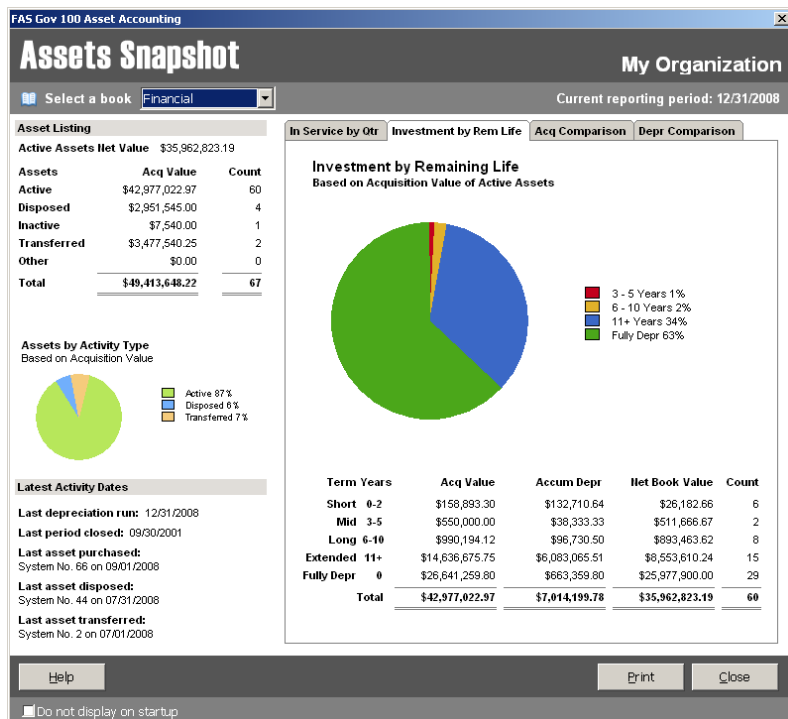 FAS Gov 100 Asset Accounting
Assets Snapshot
My Organization
Select a book Financial
Current reporting period: 12/31/2008
Asset Listing
Active Assets Net Value $35,962,823.19
Assets Acq Value Count
Active $42,977,022.97 60
Disposed $2,951,545.00 4
Inactive $7,540.00 1
Transferred $3,477,540.25 2
Other $0.00 0
Total $49,413,648.22 67
Assets by Activity Type
Based on Acquisition Value
Active 87%
Disposed 6%
Transferred 7%
Latest Activity Dates
Last depreciation run: 12/31/2008
Last period closed: 09/30/2001
Last asset purchased:
System No. 66 on 09/01/2008
Last asset disposed:
System No. 44 on 07/31/2008
Last asset transferred:
System No. 2 on 07/01/2008
In Service by Qtr Investment by Rem Life Acq Comparison Depr Comparison
Investment by Remaining Life
Based on Acquisition Value of Active Assets
3 - 5 Years 1%
6 - 10 Years 2%
11+ Years 34%
Fully Depr 63%
Term Years Acq Value Accum Depr Net Book Value Count
Short 0-2 $158,893.30 $132,710.64 $26,182.66 6
Mid 3-5 $550,000.00 $38,333.33 $511,666.67 2
Long 6-10 $990,194.12 $96,730.50 $893,463.62 8
Extended 11+ $14,636,675.75 $6,083,065.51 $8,553,610.24 15
Fully Depr 0 $26,641,259.80 $663,359.80 $25,977,900.00 29
Total $42,977,022.97 $7,014,199.78 $35,962,823.19 60
Help
Print
Close
Do not display on startup